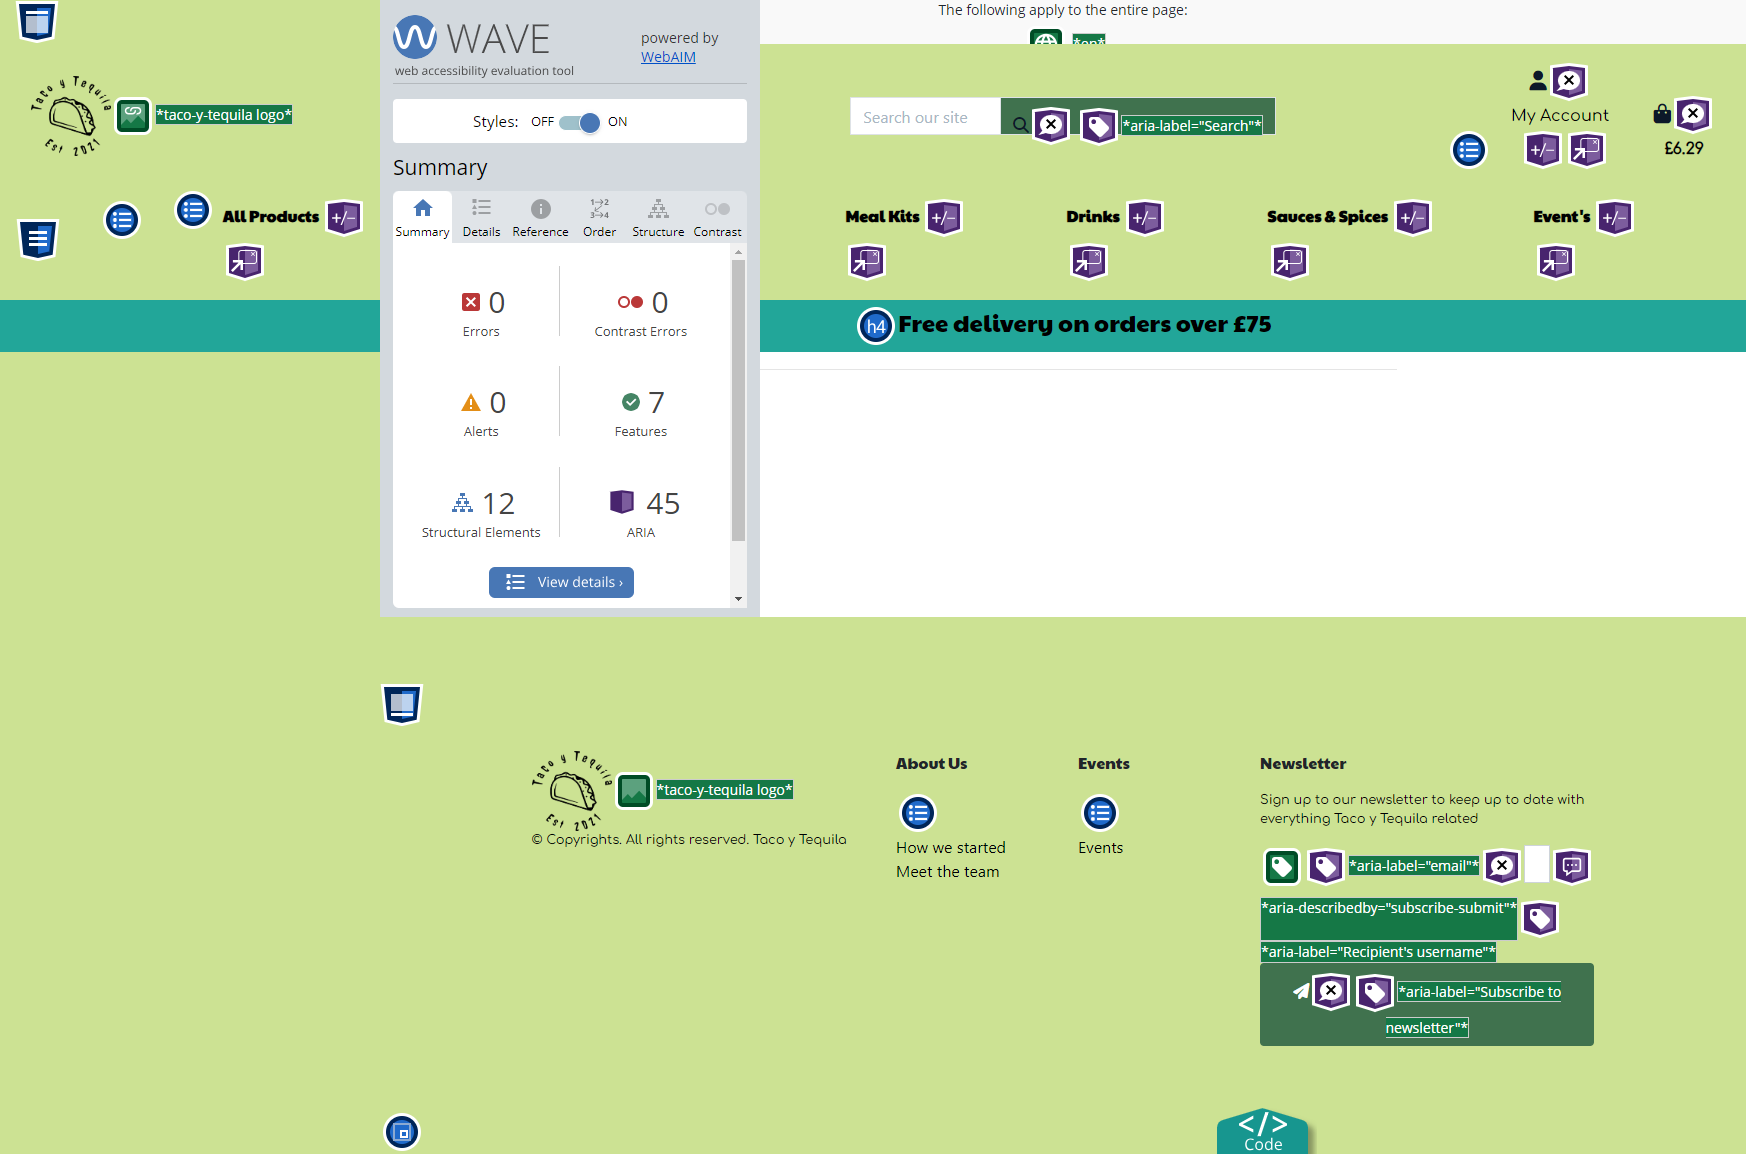 The following apply to the entire page:
*en*
WAVE
powered by
WebAIM
web accessibility evaluation tool
Styles: OFF ON
Summary
Summary Details Reference Order Structure Contrast
0 0
Errors Contrast Errors
0 7
Alerts Features
12 45
Structural Elements ARIA
View details ›
Taco y Tequila
Est 2021
*taco-y-tequila logo*
Search our site
*aria-label="Search"*
My Account
£6.29
All Products
Meal Kits
Drinks
Sauces & Spices
Event's
h4 Free delivery on orders over £75
Taco y Tequila
Est 2021
*taco-y-tequila logo*
© Copyrights. All rights reserved. Taco y Tequila
About Us
How we started
Meet the team
Events
Events
Newsletter
Sign up to our newsletter to keep up to date with
everything Taco y Tequila related
*aria-label="email"*
*aria-describedby="subscribe-submit"*
*aria-label="Recipient's username"*
*aria-label="Subscribe to
newsletter"*
</>
Code